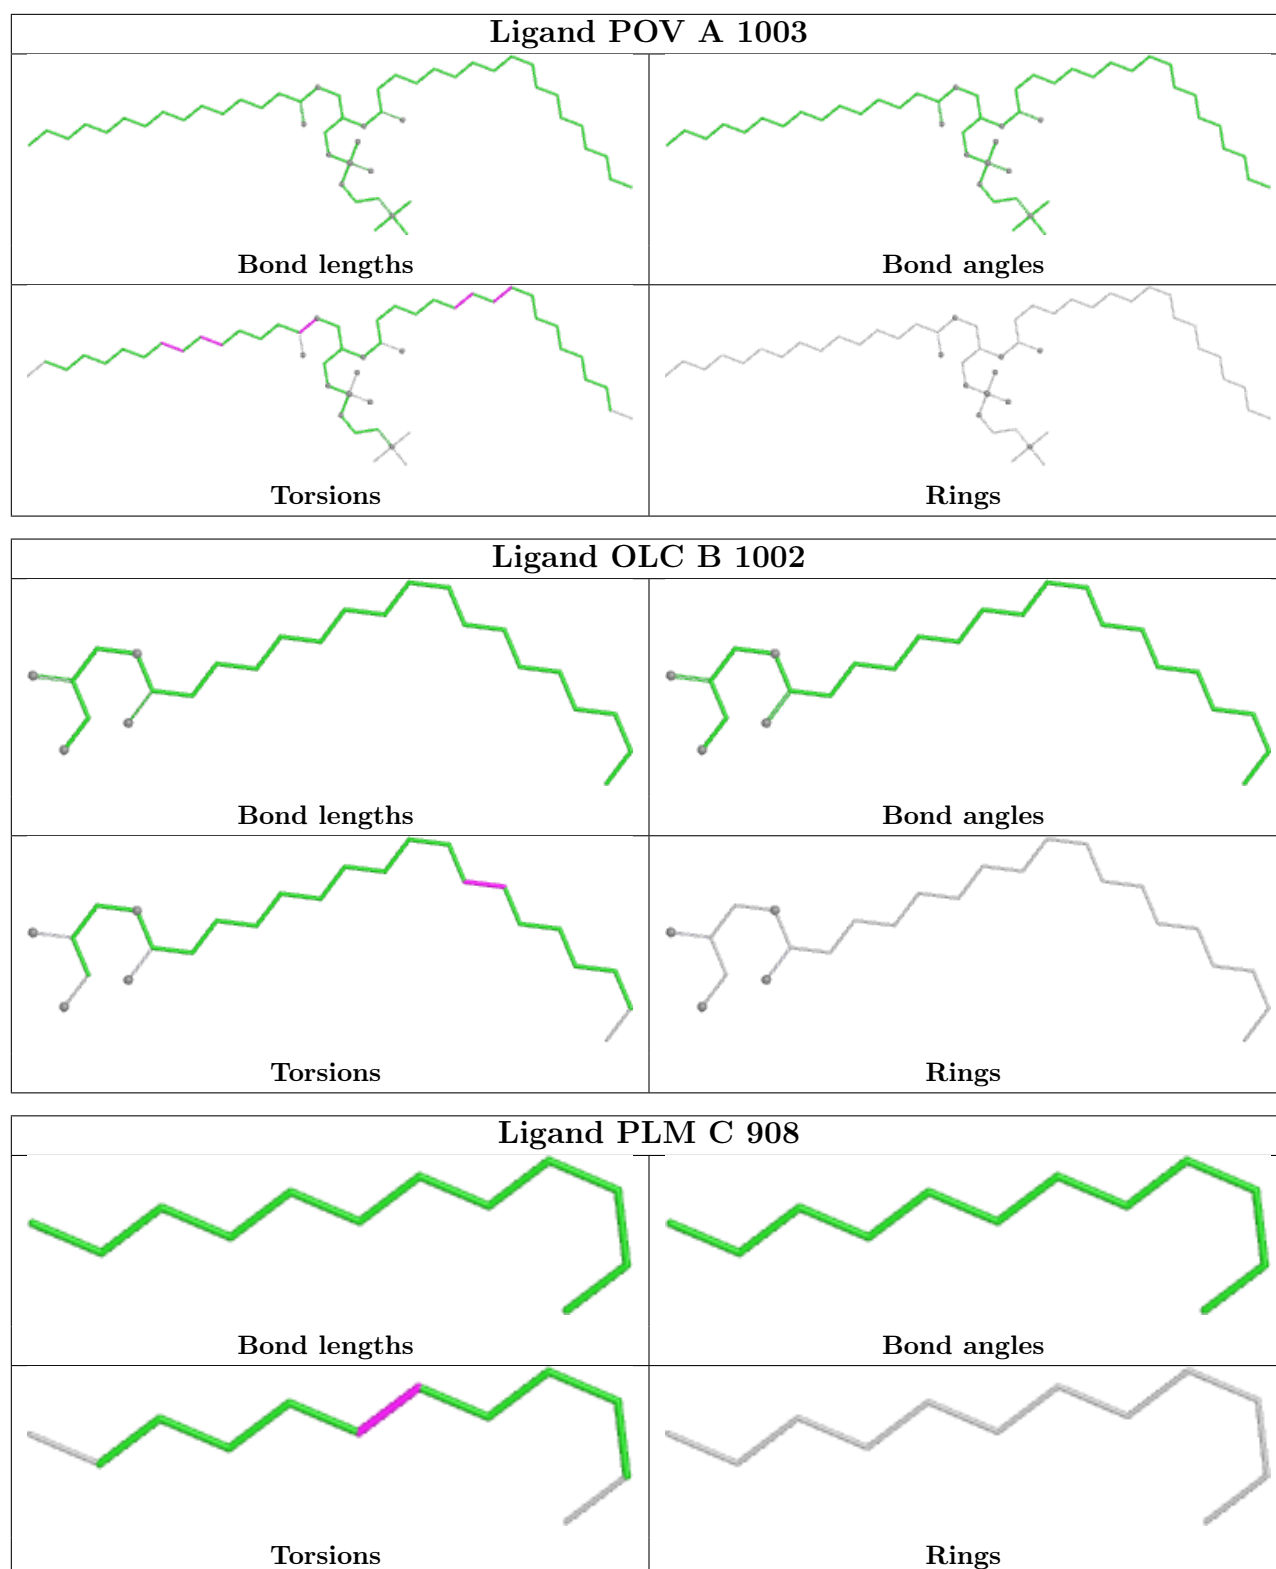 Ligand POV A 1003
Bond lengths
Bond angles
Torsions
Rings
Ligand OLC B 1002
Bond lengths
Bond angles
Torsions
Rings
Ligand PLM C 908
Bond lengths
Bond angles
Torsions
Rings